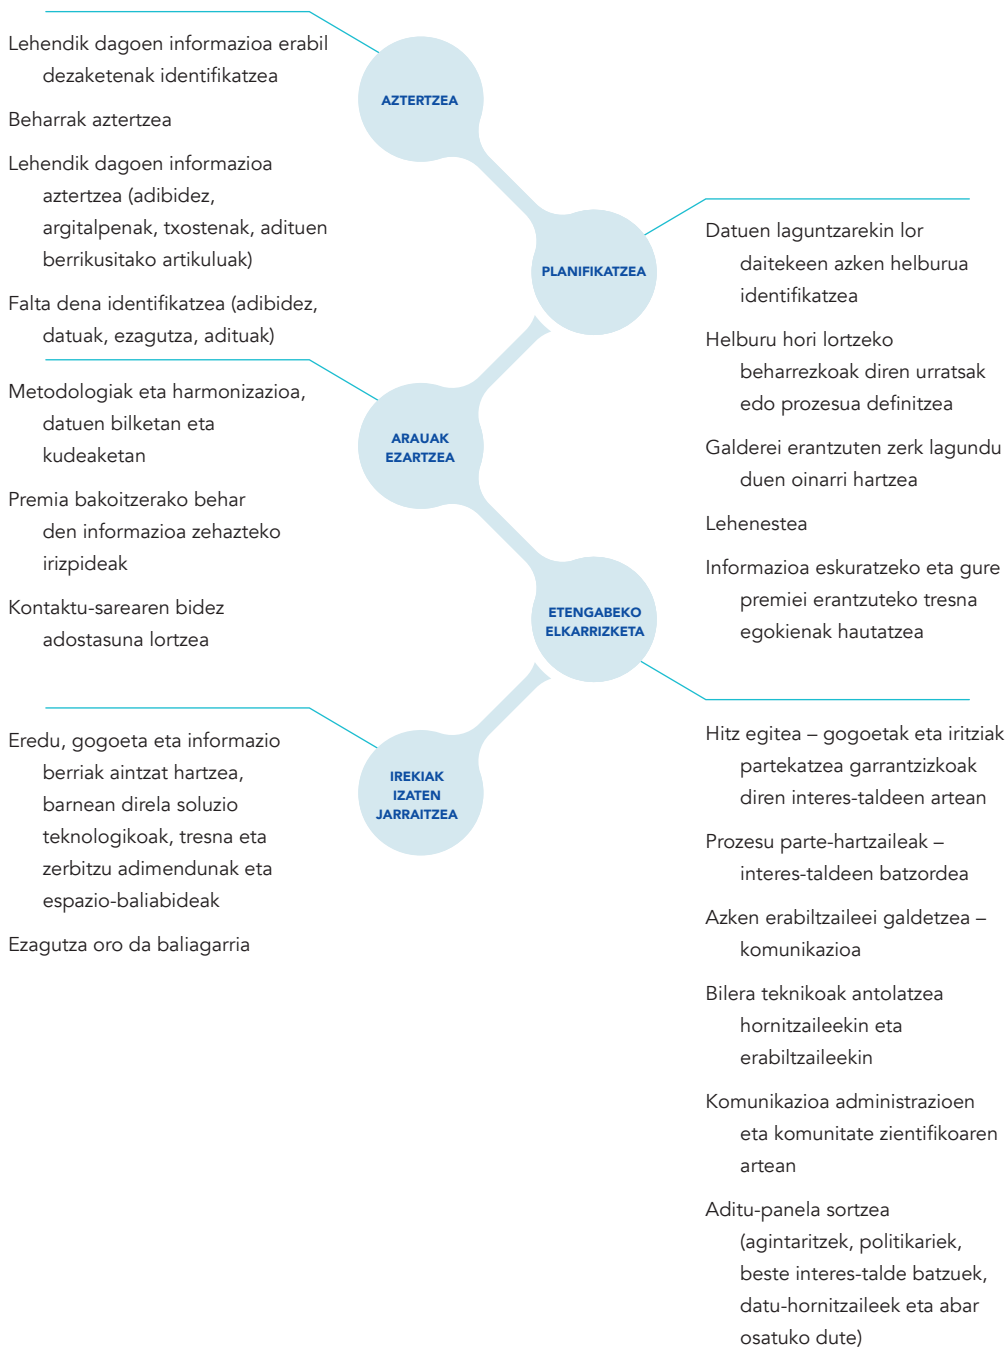 AZTERTZEA
Lehendik dagoen informazioa erabil
dezaketenak identifikatzea
Beharrak aztertzea
Lehendik dagoen informazioa
aztertzea (adibidez,
argitalpenak, txostenak, adituen
berrikusitako artikuluak)
Falta dena identifikatzea (adibidez,
datuak, ezagutza, adituak)
PLANIFIKATZEA
Datuen laguntzarekin lor
daitekeen azken helburua
identifikatzea
Helburu hori lortzeko
beharrezkoak diren urratsak
edo prozesua definitzea
Galderei erantzuten zerk lagundu
duen oinarri hartzea
Lehenestea
Informazioa eskuratzeko eta gure
premiei erantzuteko tresna
egokienak hautatzea
ARAUAK
EZARTZEA
Metodologiak eta harmonizazioa,
datuen bilketan eta
kudeaketan
Premia bakoitzerako behar
den informazioa zehazteko
irizpideak
Kontaktu-sarearen bidez
adostasuna lortzea
ETENGABEKO
ELKARRIZKETA
Hitz egitea – gogoetak eta iritziak
partekatzea garrantzizkoak
diren interes-taldeen artean
Prozesu parte-hartzaileak –
interes-taldeen batzordea
Azken erabiltzaileei galdetzea –
komunikazioa
Bilera teknikoak antolatzea
hornitzaileekin eta
erabiltzaileekin
Komunikazioa administrazioen
eta komunitate zientifikoaren
artean
Aditu-panela sortzea
(agintaritzek, politikariek,
beste interes-talde batzuek,
datu-hornitzaileek eta abar
osatuko dute)
IREKIAK
IZATEN
JARRAITZEA
Eredu, gogoeta eta informazio
berriak aintzat hartzea,
barnean direla soluzio
teknologikoak, tresna eta
zerbitzu adimendunak eta
espazio-baliabideak
Ezagutza oro da baliagarria